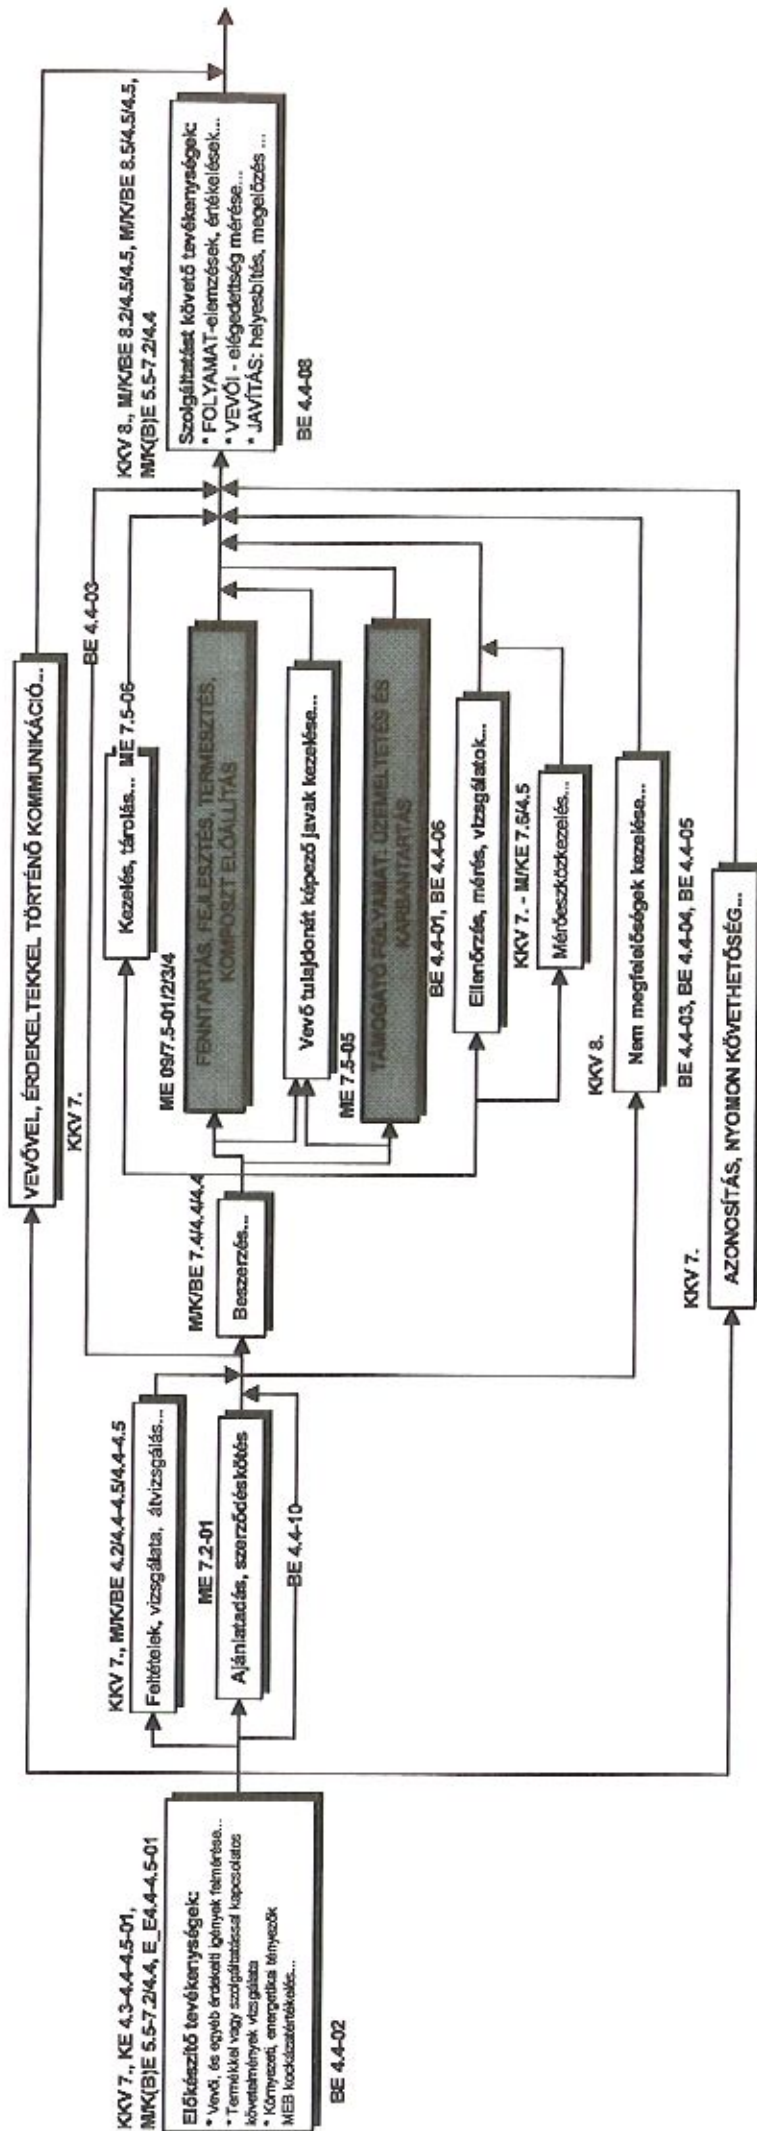 KKV 7., KE 4.3-4.4-4.5-01,
M/K(B)E 5.5-7.2/4.4, E_E4.4-4.5-01
Előkészítő tevékenységek:
* Vevői, és egyéb érdekelti igények felmérése...
* Termékkel vagy szolgáltatással kapcsolatos
követelmények vizsgálata
* Környezeti, energetikai tényezők
MEB kockázatértékelés...
BE 4.4-02
KKV 7., M/K/BE 4.2/4.4-4.5/4.4-4.5
Feltételek, vizsgálata, átvizsgálás...
ME 7.2-01
Ajánlatadás, szerződéskötés
BE 4.4-10
VEVŐVEL, ÉRDEKELTEKKEL TÖRTÉNŐ KOMMUNIKÁCIÓ...
KKV 7.
BE 4.4-03
M/K/BE 7.4/4.4/4.4
Beszerzés...
Kezelés, tárolás...
ME 7.5-06
ME 09/7.5-01/2/3/4
FENNTARTÁS, FEJLESZTÉS, TERMESZTÉS,
KOMPOSZT ELŐÁLLÍTÁS
Vevő tulajdonát képező javak kezelése...
ME 7.5-05
TÁMOGATÓ FOLYAMAT: ÜZEMELTETÉS ÉS
KARBANTARTÁS
BE 4.4-01, BE 4.4-06
Ellenőrzés, mérés, vizsgálatok...
KKV 7. - M/KE 7.6/4.5
Mérőeszközkezelés...
KKV 8.
Nem megfelelőségek kezelése...
BE 4.4-03, BE 4.4-04, BE 4.4-05
KKV 7.
AZONOSÍTÁS, NYOMON KÖVETHETŐSÉG...
KKV 8., M/K/BE 8.2/4.5/4.5, M/K/BE 8.5/4.5/4.5,
M/K(B)E 5.5-7.2/4.4
Szolgáltatást követő tevékenységek:
* FOLYAMAT-elemzések, értékelések...
* VEVŐI - elégedettség mérése...
* JAVÍTÁS: helyesbítés, megelőzés ...
BE 4.4-08